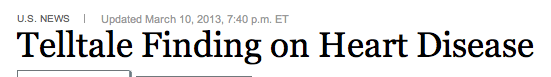 U.S. NEWS | Updated March 10, 2013, 7:40 p.m. ET
Telltale Finding on Heart Disease